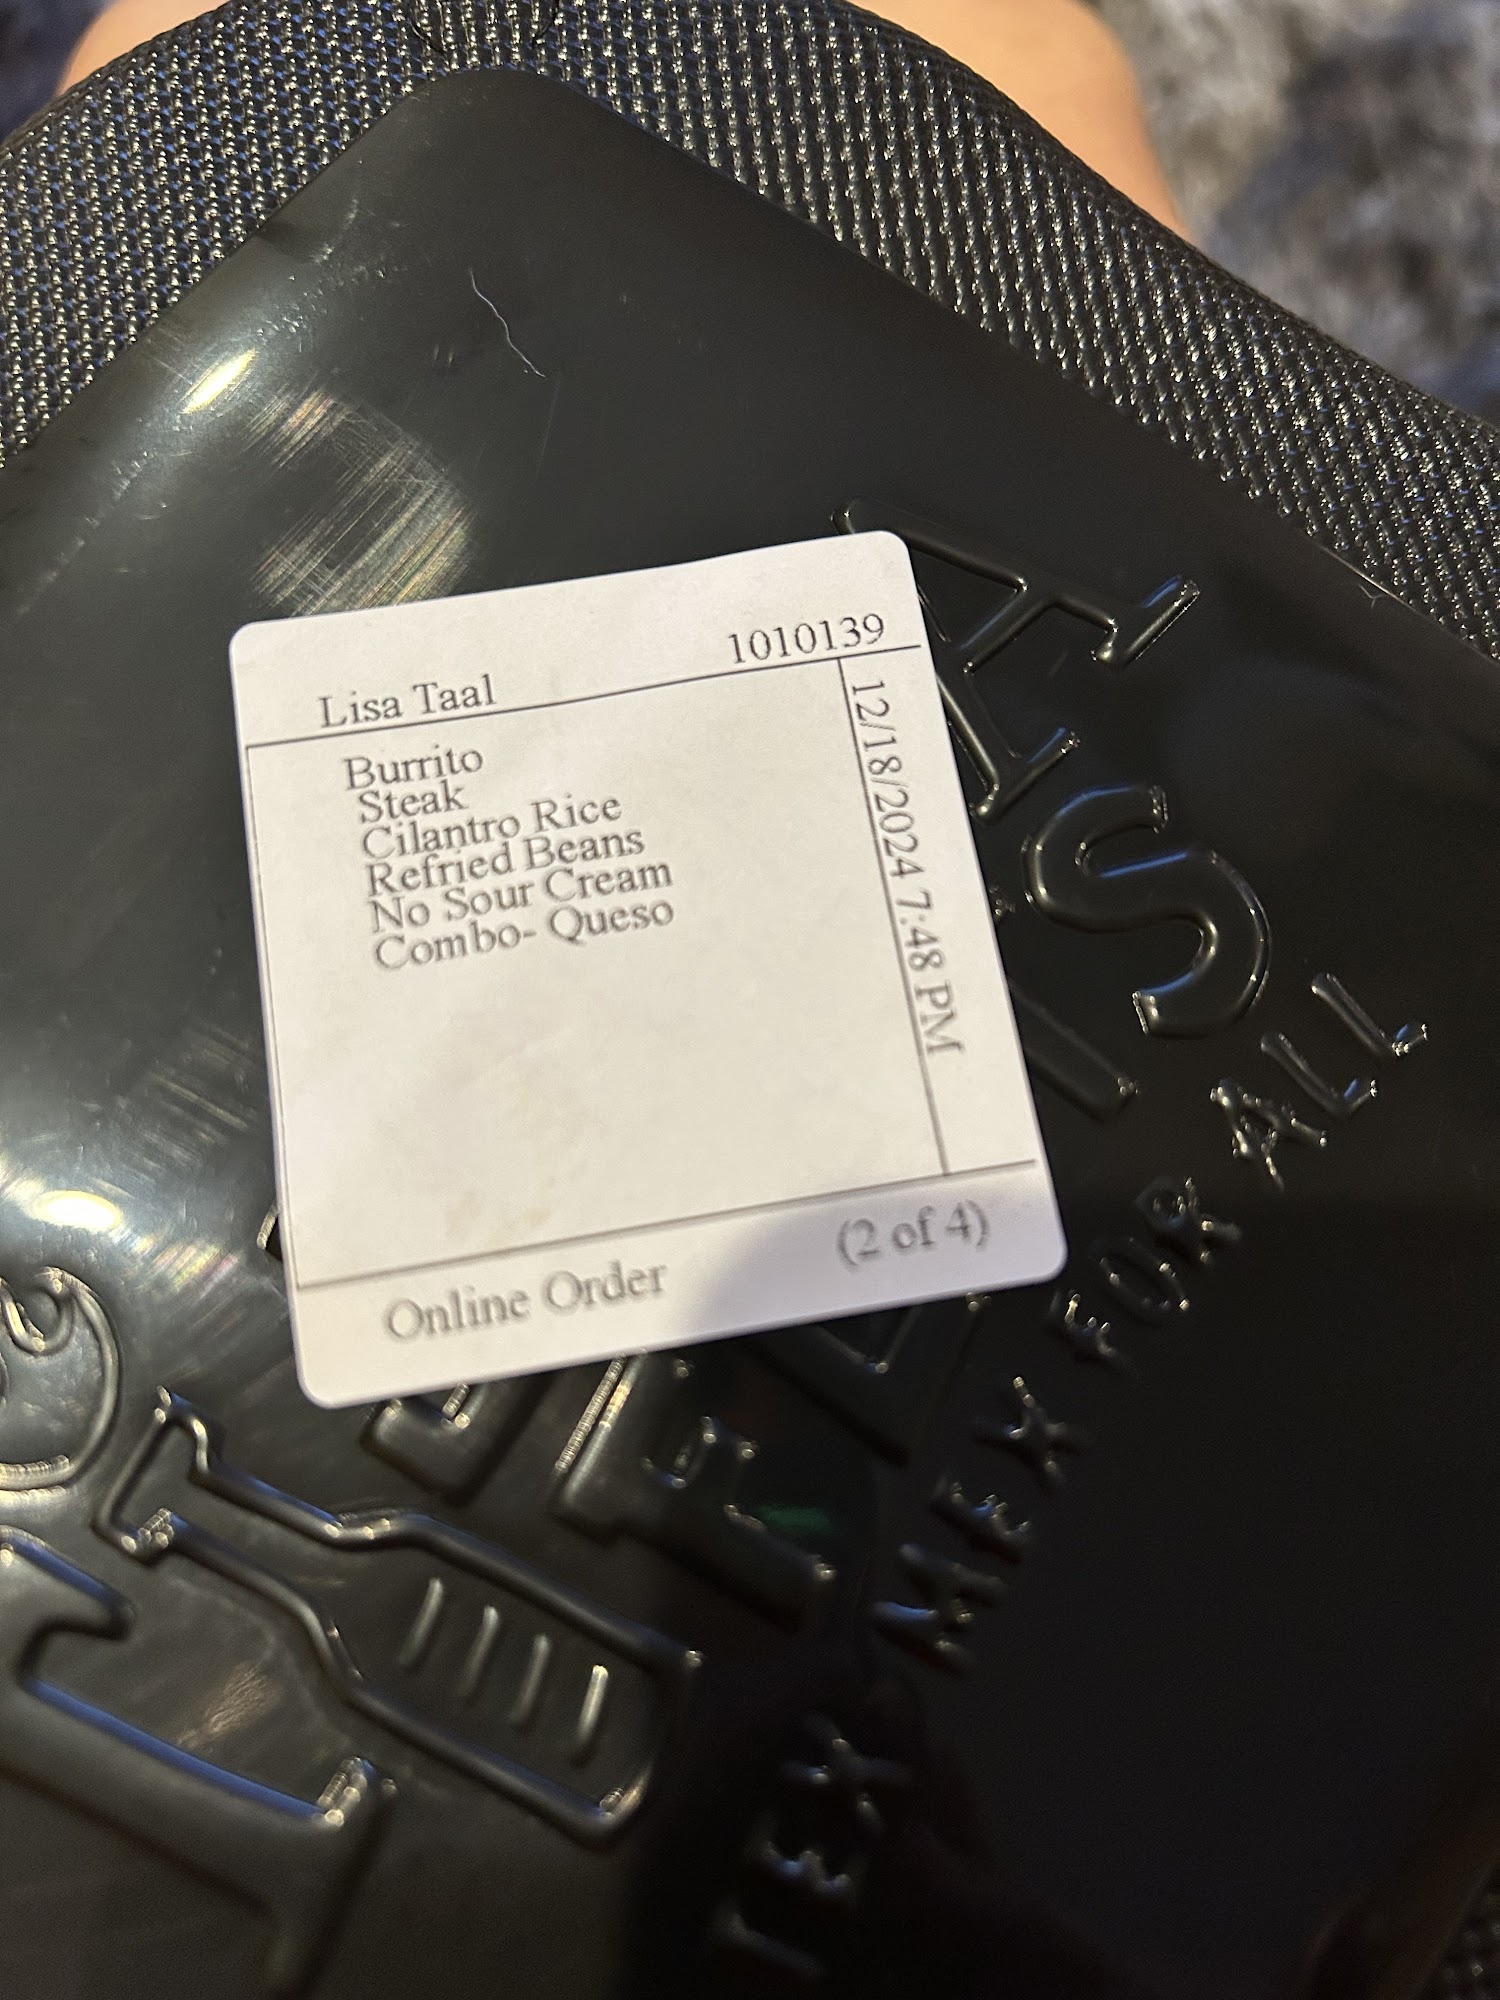 1010139
Lisa Taal
Burrito
Steak
Cilantro Rice
Refried Beans
No Sour Cream
Combo- Queso
12/18/2024 7:48 PM
(2 of 4)
Online Order
TEX MEX FOR ALL